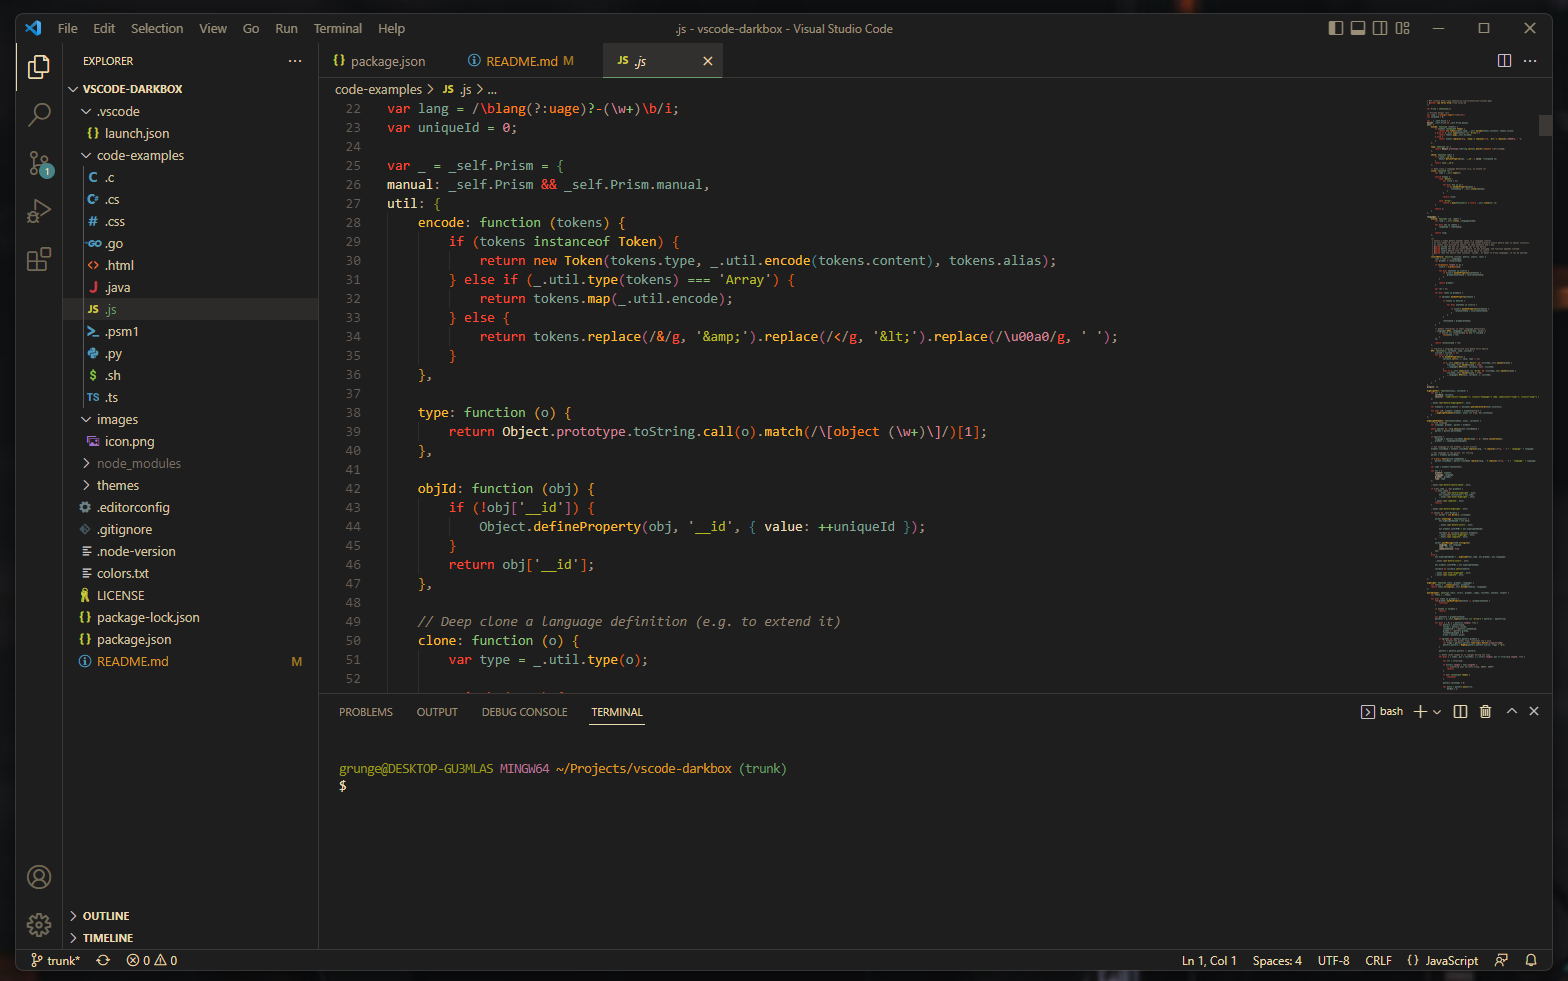 File Edit Selection View Go Run Terminal Help
.js - vscode-darkbox - Visual Studio Code
EXPLORER
VSCODE-DARKBOX
.vscode
{} launch.json
code-examples
C .c
C# .cs
# .css
GO .go
<> .html
J .java
JS .js
.psm1
.py
$ .sh
TS .ts
images
icon.png
node_modules
themes
.editorconfig
.gitignore
.node-version
colors.txt
LICENSE
{} package-lock.json
{} package.json
README.md M
OUTLINE
TIMELINE
1
{} package.json
README.md M
JS .js
code-examples > JS .js > ...
22 var lang = /\blang(?:uage)?-(\w+)\b/i;
23 var uniqueId = 0;
24
25 var _ = _self.Prism = {
26 manual: _self.Prism && _self.Prism.manual,
27 util: {
28 encode: function (tokens) {
29 if (tokens instanceof Token) {
30 return new Token(tokens.type, _.util.encode(tokens.content), tokens.alias);
31 } else if (_.util.type(tokens) === 'Array') {
32 return tokens.map(_.util.encode);
33 } else {
34 return tokens.replace(/&/g, '&amp;').replace(/</g, '&lt;').replace(/\u00a0/g, ' ');
35 }
36 },
37
38 type: function (o) {
39 return Object.prototype.toString.call(o).match(/\[object (\w+)\]/)[1];
40 },
41
42 objId: function (obj) {
43 if (!obj['__id']) {
44 Object.defineProperty(obj, '__id', { value: ++uniqueId });
45 }
46 return obj['__id'];
47 },
48
49 // Deep clone a language definition (e.g. to extend it)
50 clone: function (o) {
51 var type = _.util.type(o);
52
PROBLEMS OUTPUT DEBUG CONSOLE TERMINAL
bash
grunge@DESKTOP-GU3MLAS MINGW64 ~/Projects/vscode-darkbox (trunk)
$
trunk* 0 0
Ln 1, Col 1 Spaces: 4 UTF-8 CRLF {} JavaScript